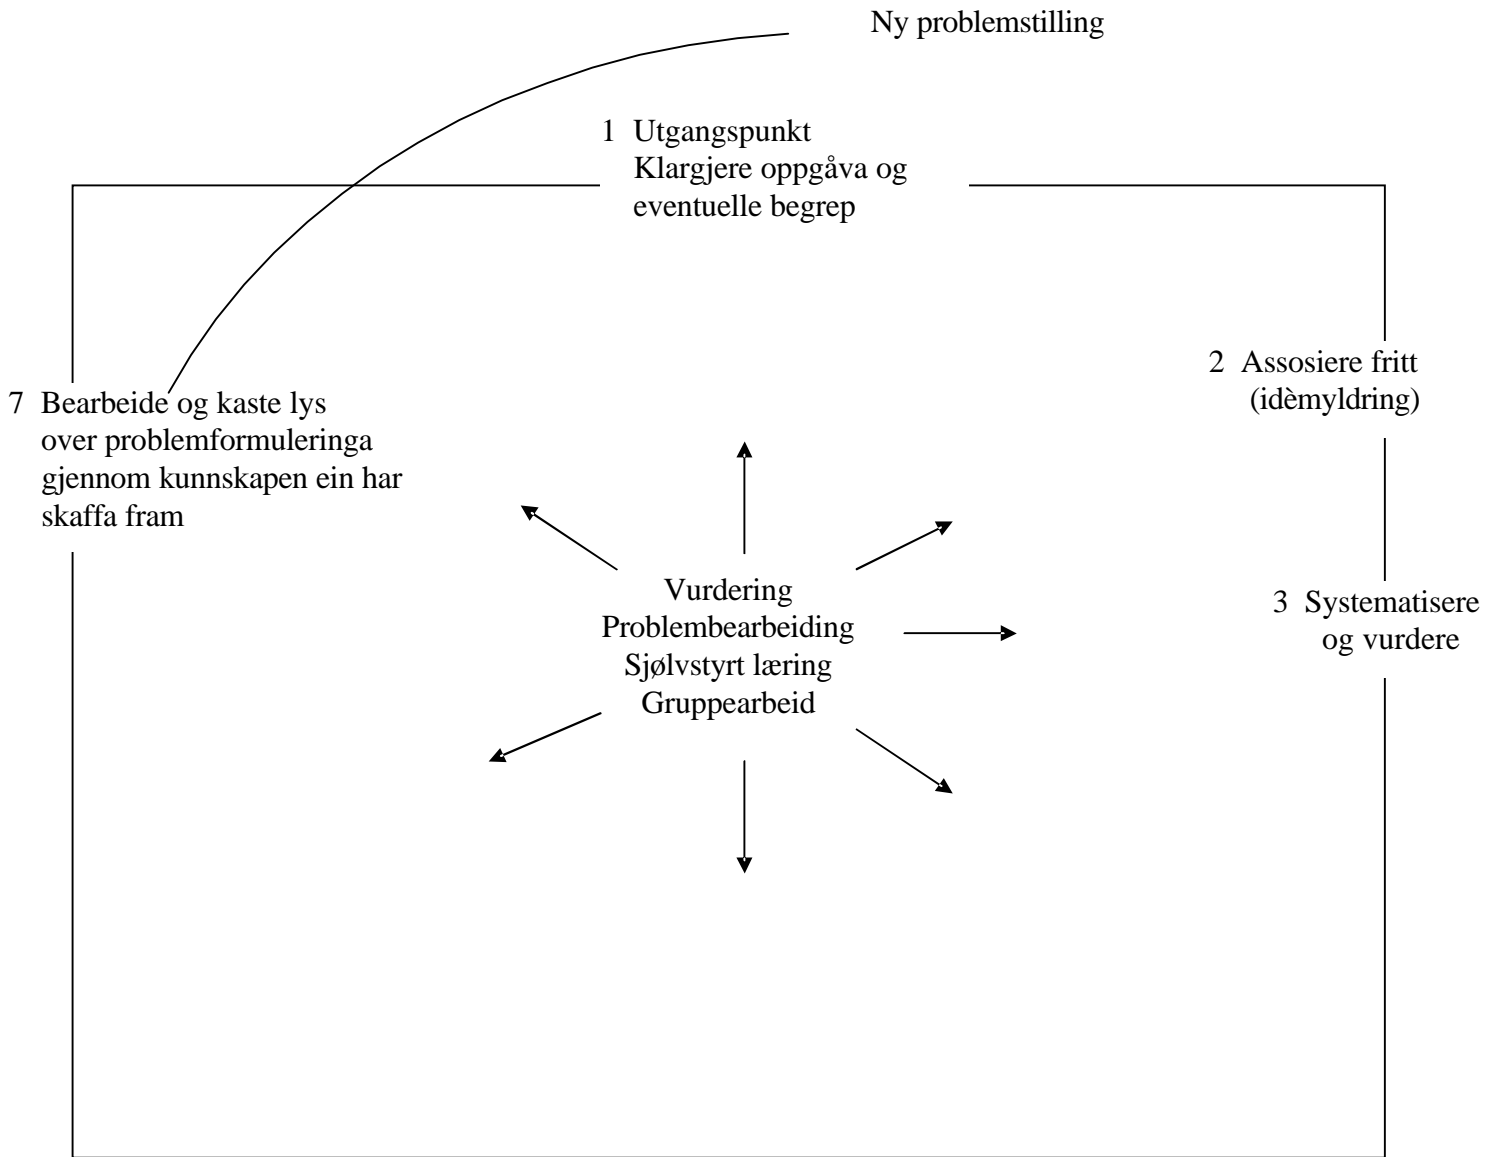 Ny problemstilling
1 Utgangspunkt
Klargjere oppgåva og
eventuelle begrep
2 Assosiere fritt
(idèmyldring)
7 Bearbeide og kaste lys
over problemformuleringa
gjennom kunnskapen ein har
skaffa fram
Vurdering
Problembearbeiding
Sjølvstyrt læring
Gruppearbeid
3 Systematisere
og vurdere